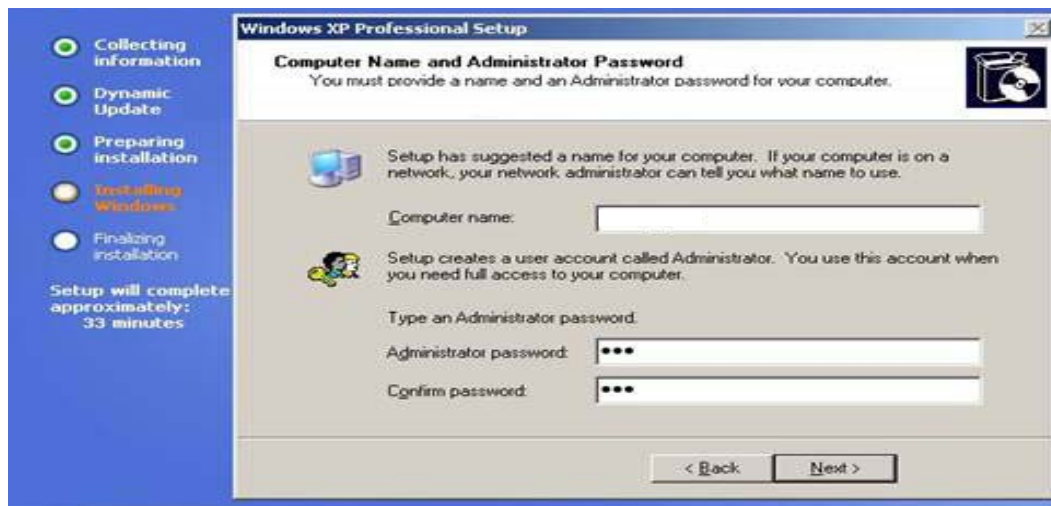 Collecting
information
Dynamic
Update
Preparing
installation
Installing
Windows
Finalizing
installation
Setup will complete
approximately:
33 minutes
Windows XP Professional Setup
Computer Name and Administrator Password
You must provide a name and an Administrator password for your computer.
Setup has suggested a name for your computer. If your computer is on a
network, your network administrator can tell you what name to use.
Computer name:
Setup creates a user account called Administrator. You use this account when
you need full access to your computer.
Type an Administrator password.
Administrator password:
•••
Confirm password:
•••
< Back
Next >